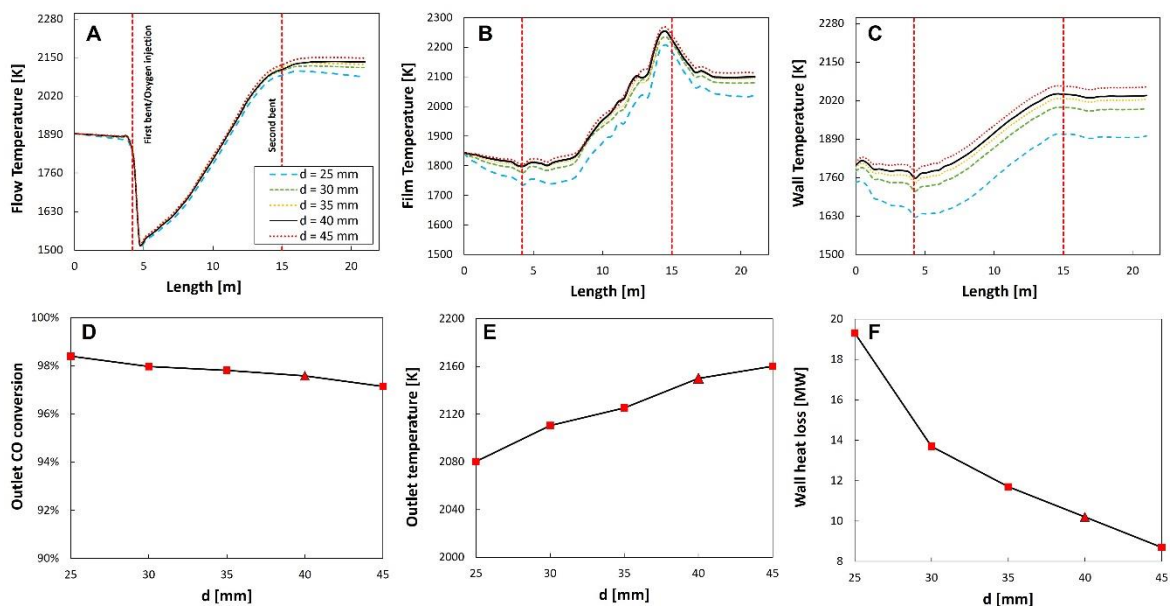 A
Flow Temperature [K]
2280
2150
2020
1890
1760
1630
1500
First bent/Oxygen injection
Second bent
d = 25 mm
d = 30 mm
d = 35 mm
d = 40 mm
d = 45 mm
0 5 10 15 20
Length [m]
B
Film Temperature [K]
2300
2200
2100
2000
1900
1800
1700
0 5 10 15 20
Length [m]
C
Wall Temperature [K]
2280
2150
2020
1890
1760
1630
1500
0 5 10 15 20
Length [m]
D
Outlet CO conversion
100%
98%
96%
94%
92%
90%
25 30 35 40 45
d [mm]
E
Outlet temperature [K]
2200
2160
2120
2080
2040
2000
25 30 35 40 45
d [mm]
F
Wall heat loss [MW]
20
18
16
14
12
10
8
25 30 35 40 45
d [mm]